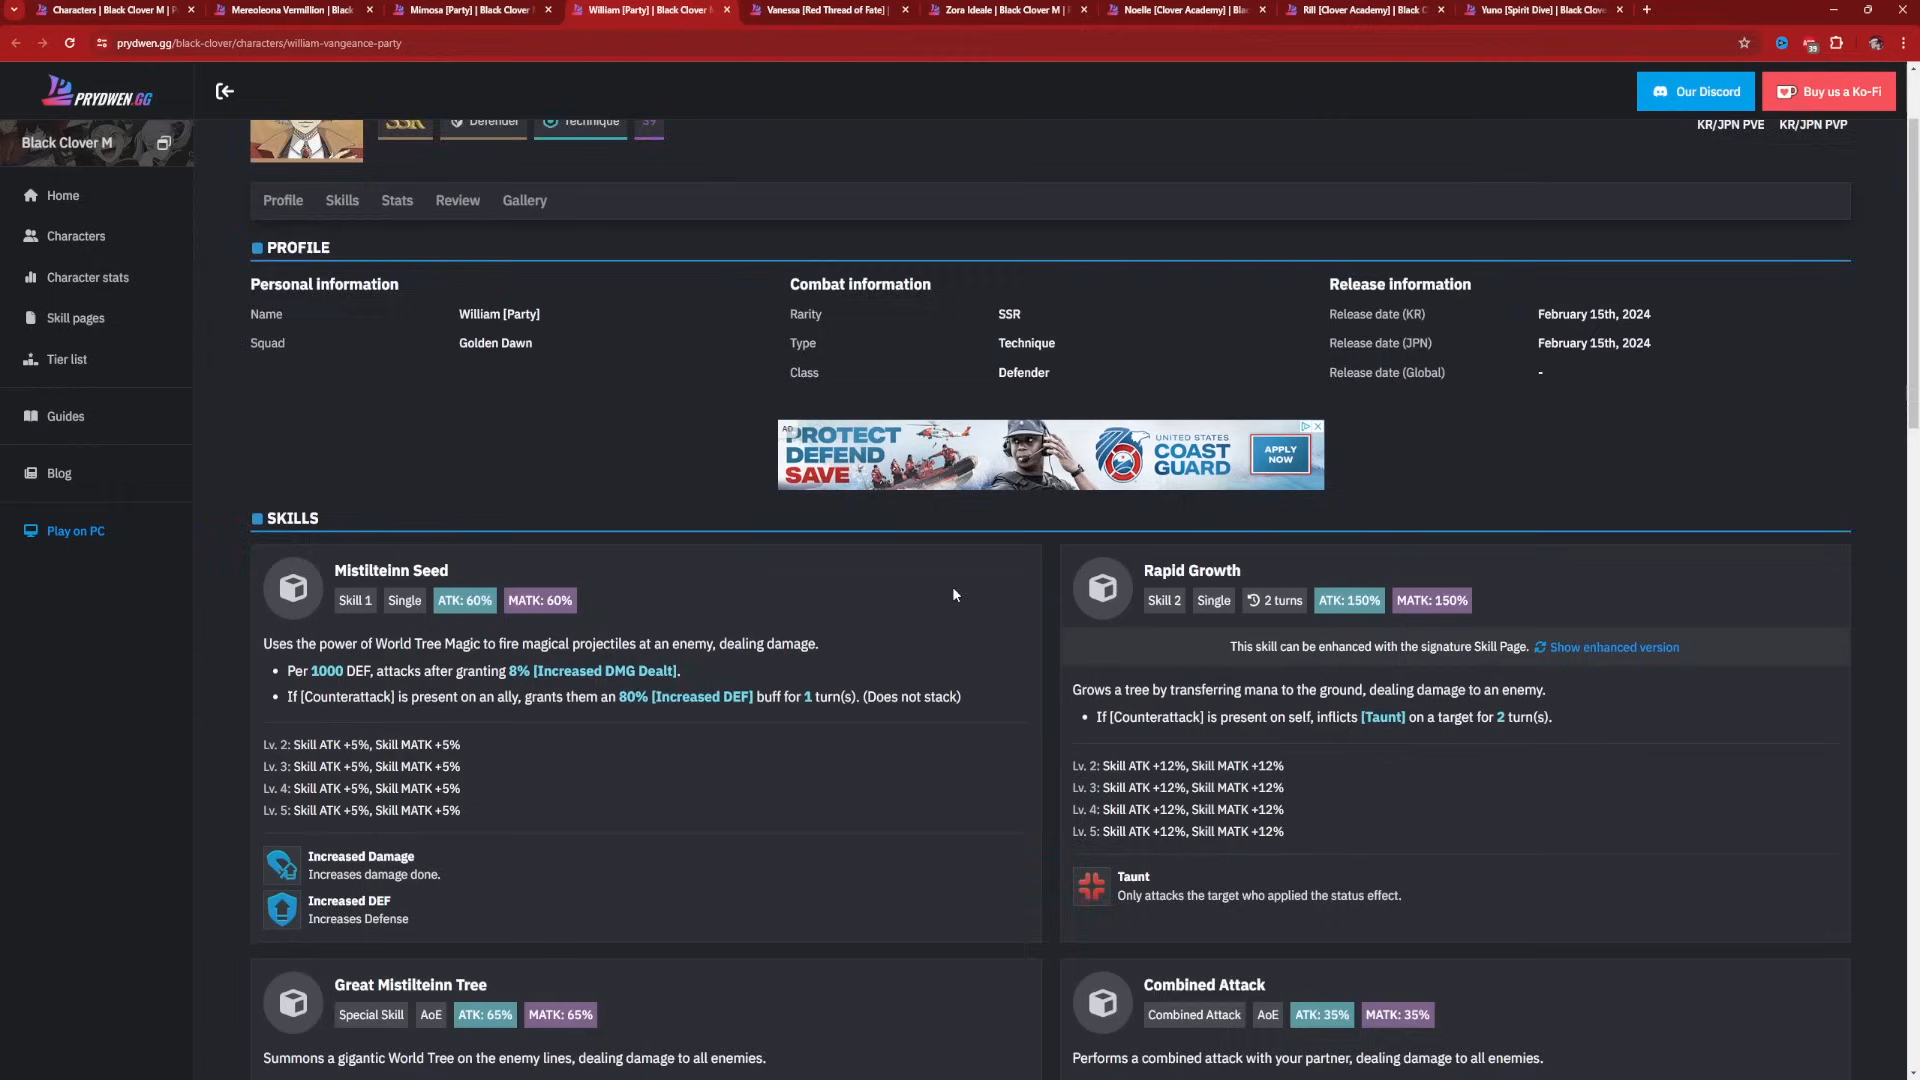 Characters | Black Clover M |
Mereoleona Vermillion | Black
Mimosa [Party] | Black Clover
William [Party] | Black Clover
Vanessa [Red Thread of Fate] |
Zora Ideale | Black Clover M |
Noelle [Clover Academy] | Bla
Rill [Clover Academy] | Black C
Yuno [Spirit Dive] | Black Clove
prydwen.gg/black-clover/characters/william-vangeance-party
39
PRYDWEN.GG
Our Discord
Buy us a Ko-Fi
Black Clover M
SSR
Defender
Technique
S9
KR/JPN PVE
KR/JPN PVP
Home
Characters
Character stats
Skill pages
Tier list
Guides
Blog
Play on PC
Profile
Skills
Stats
Review
Gallery
PROFILE
Personal information
Name William [Party]
Squad Golden Dawn
Combat information
Rarity SSR
Type Technique
Class Defender
Release information
Release date (KR) February 15th, 2024
Release date (JPN) February 15th, 2024
Release date (Global) -
AD
PROTECT
DEFEND
SAVE
UNITED STATES
COAST
GUARD
APPLY
NOW
SKILLS
Mistilteinn Seed
Skill 1 Single ATK: 60% MATK: 60%
Uses the power of World Tree Magic to fire magical projectiles at an enemy, dealing damage.
• Per 1000 DEF, attacks after granting 8% [Increased DMG Dealt].
• If [Counterattack] is present on an ally, grants them an 80% [Increased DEF] buff for 1 turn(s). (Does not stack)
Lv. 2: Skill ATK +5%, Skill MATK +5%
Lv. 3: Skill ATK +5%, Skill MATK +5%
Lv. 4: Skill ATK +5%, Skill MATK +5%
Lv. 5: Skill ATK +5%, Skill MATK +5%
Increased Damage
Increases damage done.
Increased DEF
Increases Defense
Rapid Growth
Skill 2 Single 2 turns ATK: 150% MATK: 150%
This skill can be enhanced with the signature Skill Page. Show enhanced version
Grows a tree by transferring mana to the ground, dealing damage to an enemy.
• If [Counterattack] is present on self, inflicts [Taunt] on a target for 2 turn(s).
Lv. 2: Skill ATK +12%, Skill MATK +12%
Lv. 3: Skill ATK +12%, Skill MATK +12%
Lv. 4: Skill ATK +12%, Skill MATK +12%
Lv. 5: Skill ATK +12%, Skill MATK +12%
Taunt
Only attacks the target who applied the status effect.
Great Mistilteinn Tree
Special Skill AoE ATK: 65% MATK: 65%
Summons a gigantic World Tree on the enemy lines, dealing damage to all enemies.
Combined Attack
Combined Attack AoE ATK: 35% MATK: 35%
Performs a combined attack with your partner, dealing damage to all enemies.